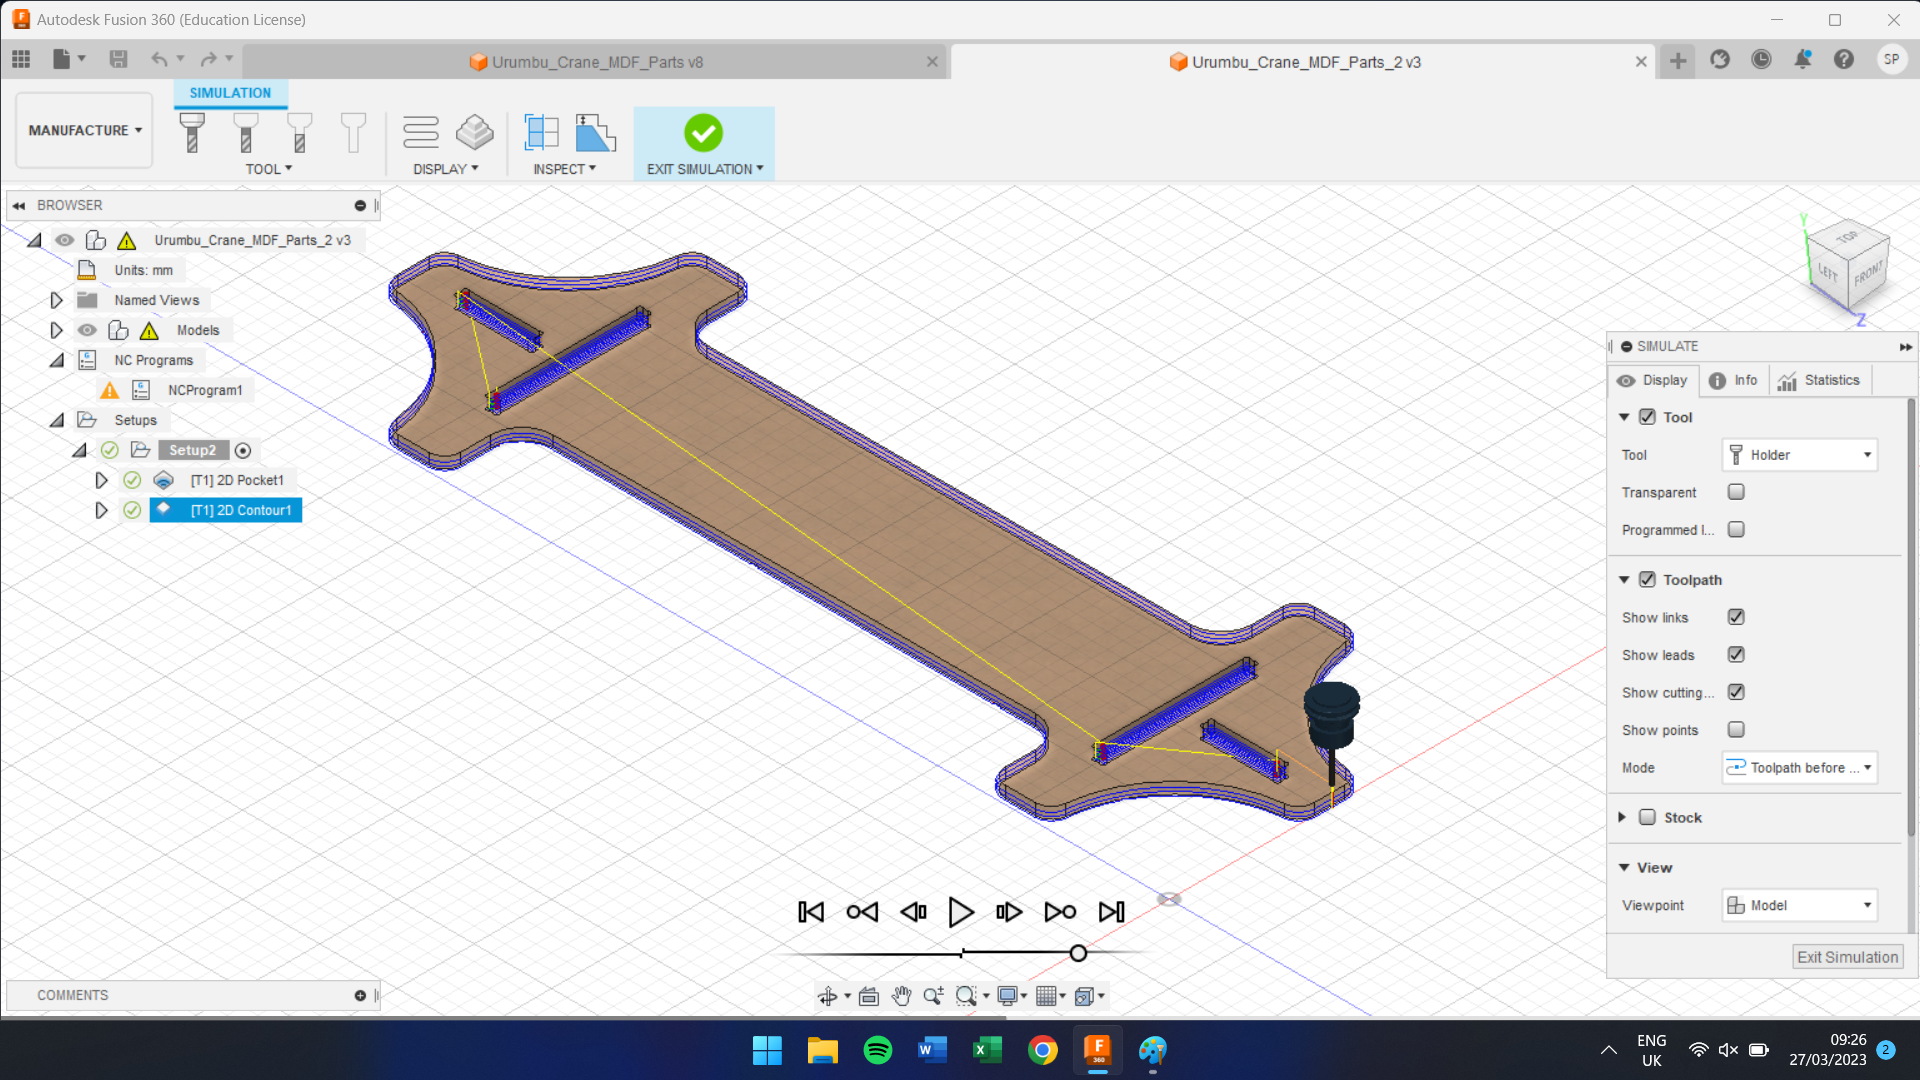 Autodesk Fusion 360 (Education License)
Urumbu_Crane_MDF_Parts v8
Urumbu_Crane_MDF_Parts_2 v3
SP
SIMULATION
MANUFACTURE
TOOL
DISPLAY
INSPECT
EXIT SIMULATION
BROWSER
Urumbu_Crane_MDF_Parts_2 v3
Units: mm
Named Views
Models
NC Programs
NCProgram1
Setups
Setup2
[T1] 2D Pocket1
[T1] 2D Contour1
Y
TOP
LEFT
FRONT
Z
SIMULATE
Display
Info
Statistics
Tool
Tool
Holder
Transparent
Programmed l...
Toolpath
Show links
Show leads
Show cutting...
Show points
Mode
Toolpath before ...
Stock
View
Viewpoint
Model
Exit Simulation
COMMENTS
W
X
F
360
ENG
UK
09:26
27/03/2023
2